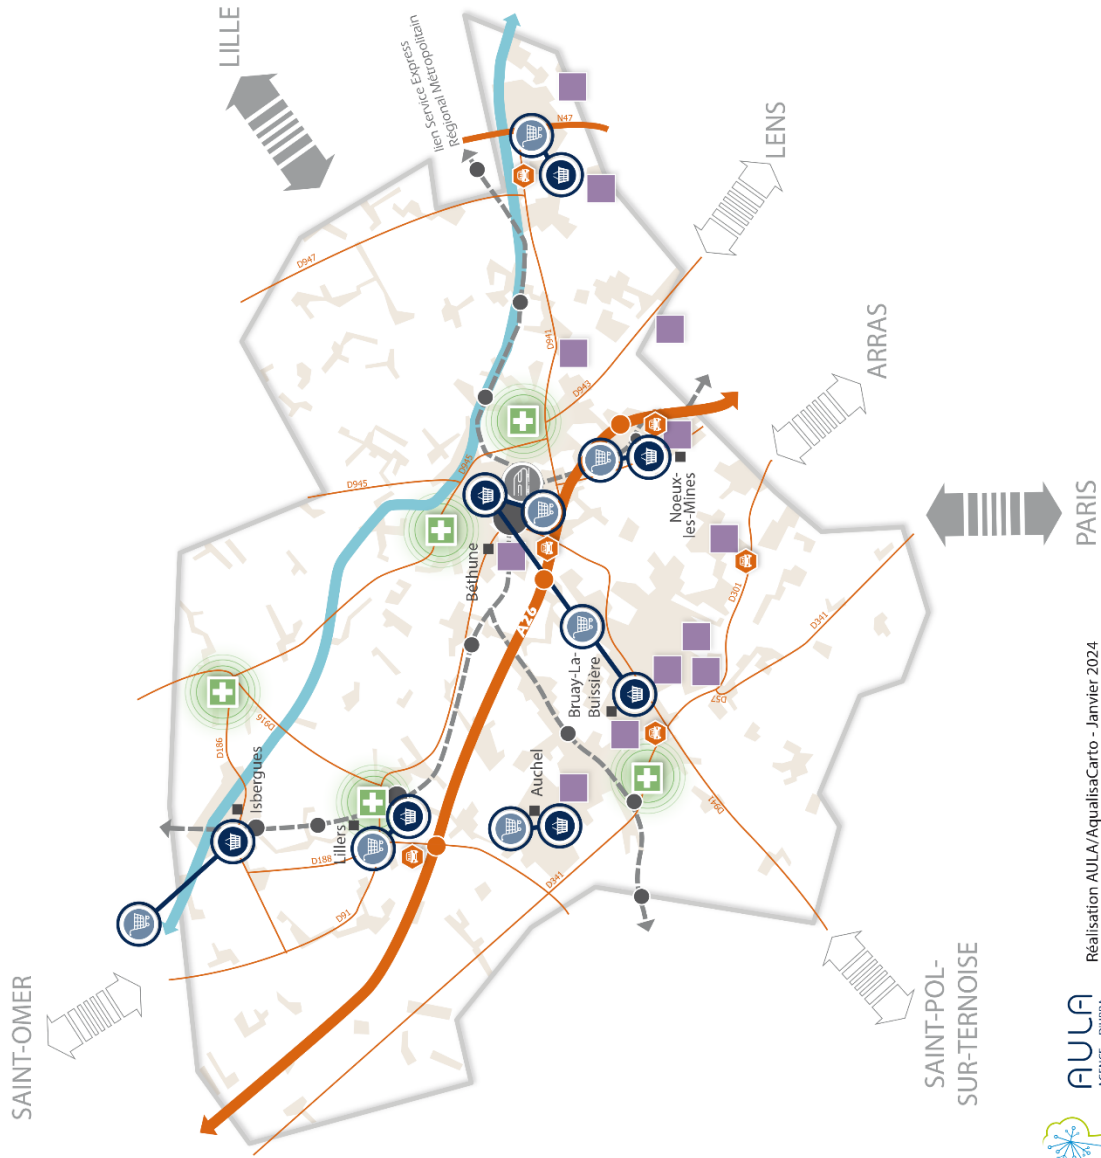 SAINT-OMER
LILLE
lien Service Express
Régional Métropolitain
N47
LENS
D947
D941
D943
ARRAS
D945
D945
Noeux-
les-Mines
PARIS
Béthune
A26
D301
D341
Bruay-La-
Buissière
D57
D916
D186
Isbergues
Lillers
D188
D91
Auchel
D341
D941
SAINT-POL-
SUR-TERNOISE
AULA
Réalisation AULA/AqualisaCarto - Janvier 2024